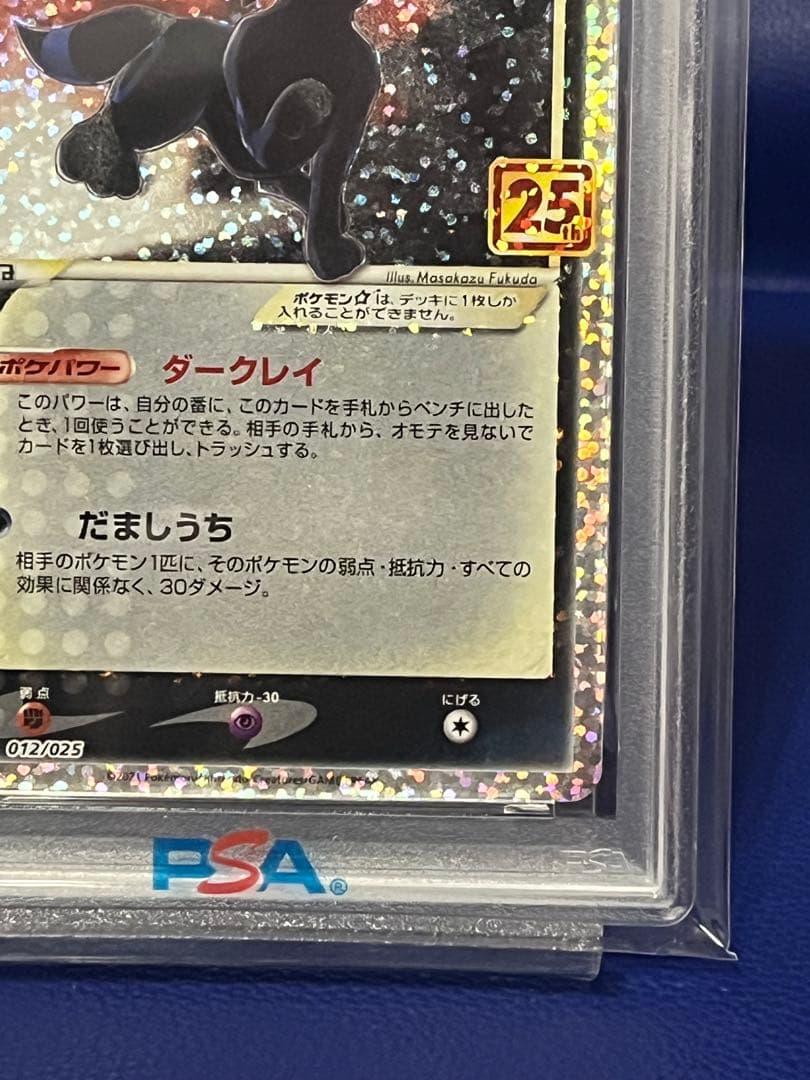 25th
Illus. Masakazu Fukuda
ポケモン☆は、デッキに1枚しか
入れることができません。
ポケパワー ダークレイ
このパワーは、自分の番に、このカードを手札からベンチに出した
とき、1回使うことができる。相手の手札から、オモテを見ないで
カードを1枚選び出し、トラッシュする。
だましうち
相手のポケモン1匹に、そのポケモンの弱点・抵抗力・すべての
効果に関係なく、30ダメージ。
弱点 抵抗力-30 にげる
012/025
©2021 Pokémon/Nintendo/Creatures/GAME FREAK
PSA®
PSA